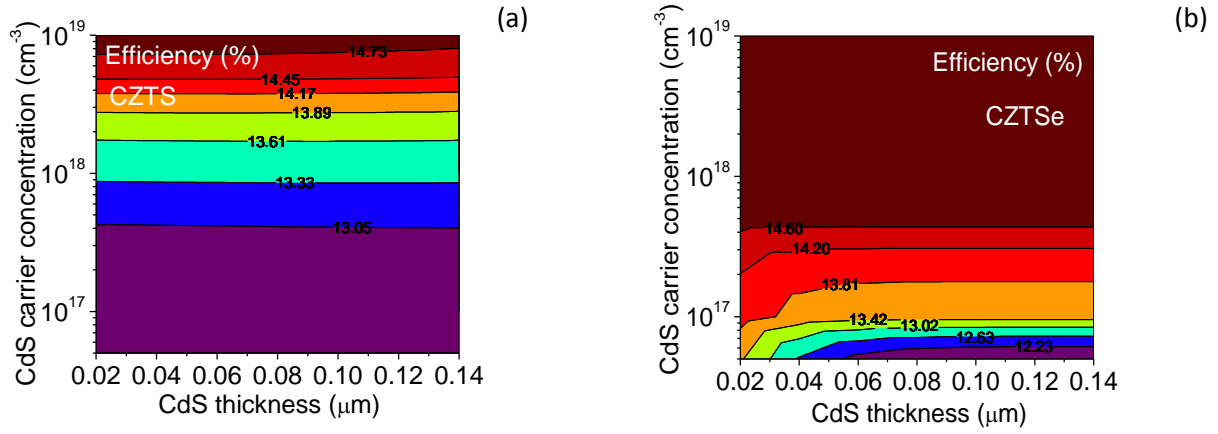 (a)
CdS carrier concentration (cm-3)
10^19
10^18
10^17
Efficiency (%)
CZTS
14.73
14.45
14.17
13.89
13.61
13.33
13.05
0.02 0.04 0.06 0.08 0.10 0.12 0.14
CdS thickness (μm)
(b)
CdS carrier concentration (cm-3)
10^19
10^18
10^17
Efficiency (%)
CZTSe
14.60
14.20
13.81
13.42
13.02
12.63
12.23
0.02 0.04 0.06 0.08 0.10 0.12 0.14
CdS thickness (μm)